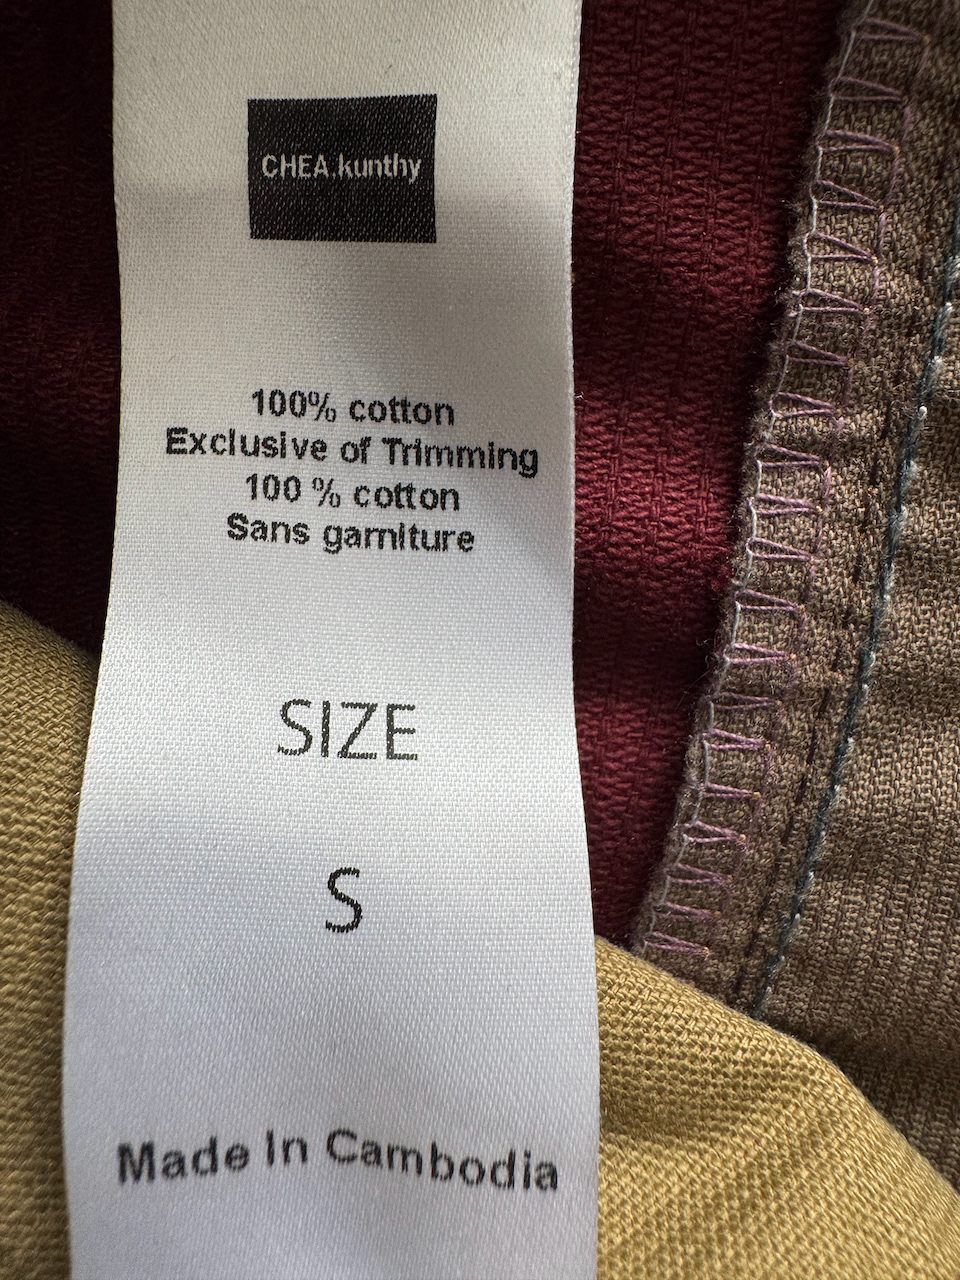 CHEA.kunthy
100% cotton
Exclusive of Trimming
100 % cotton
Sans garniture
SIZE
S
Made In Cambodia